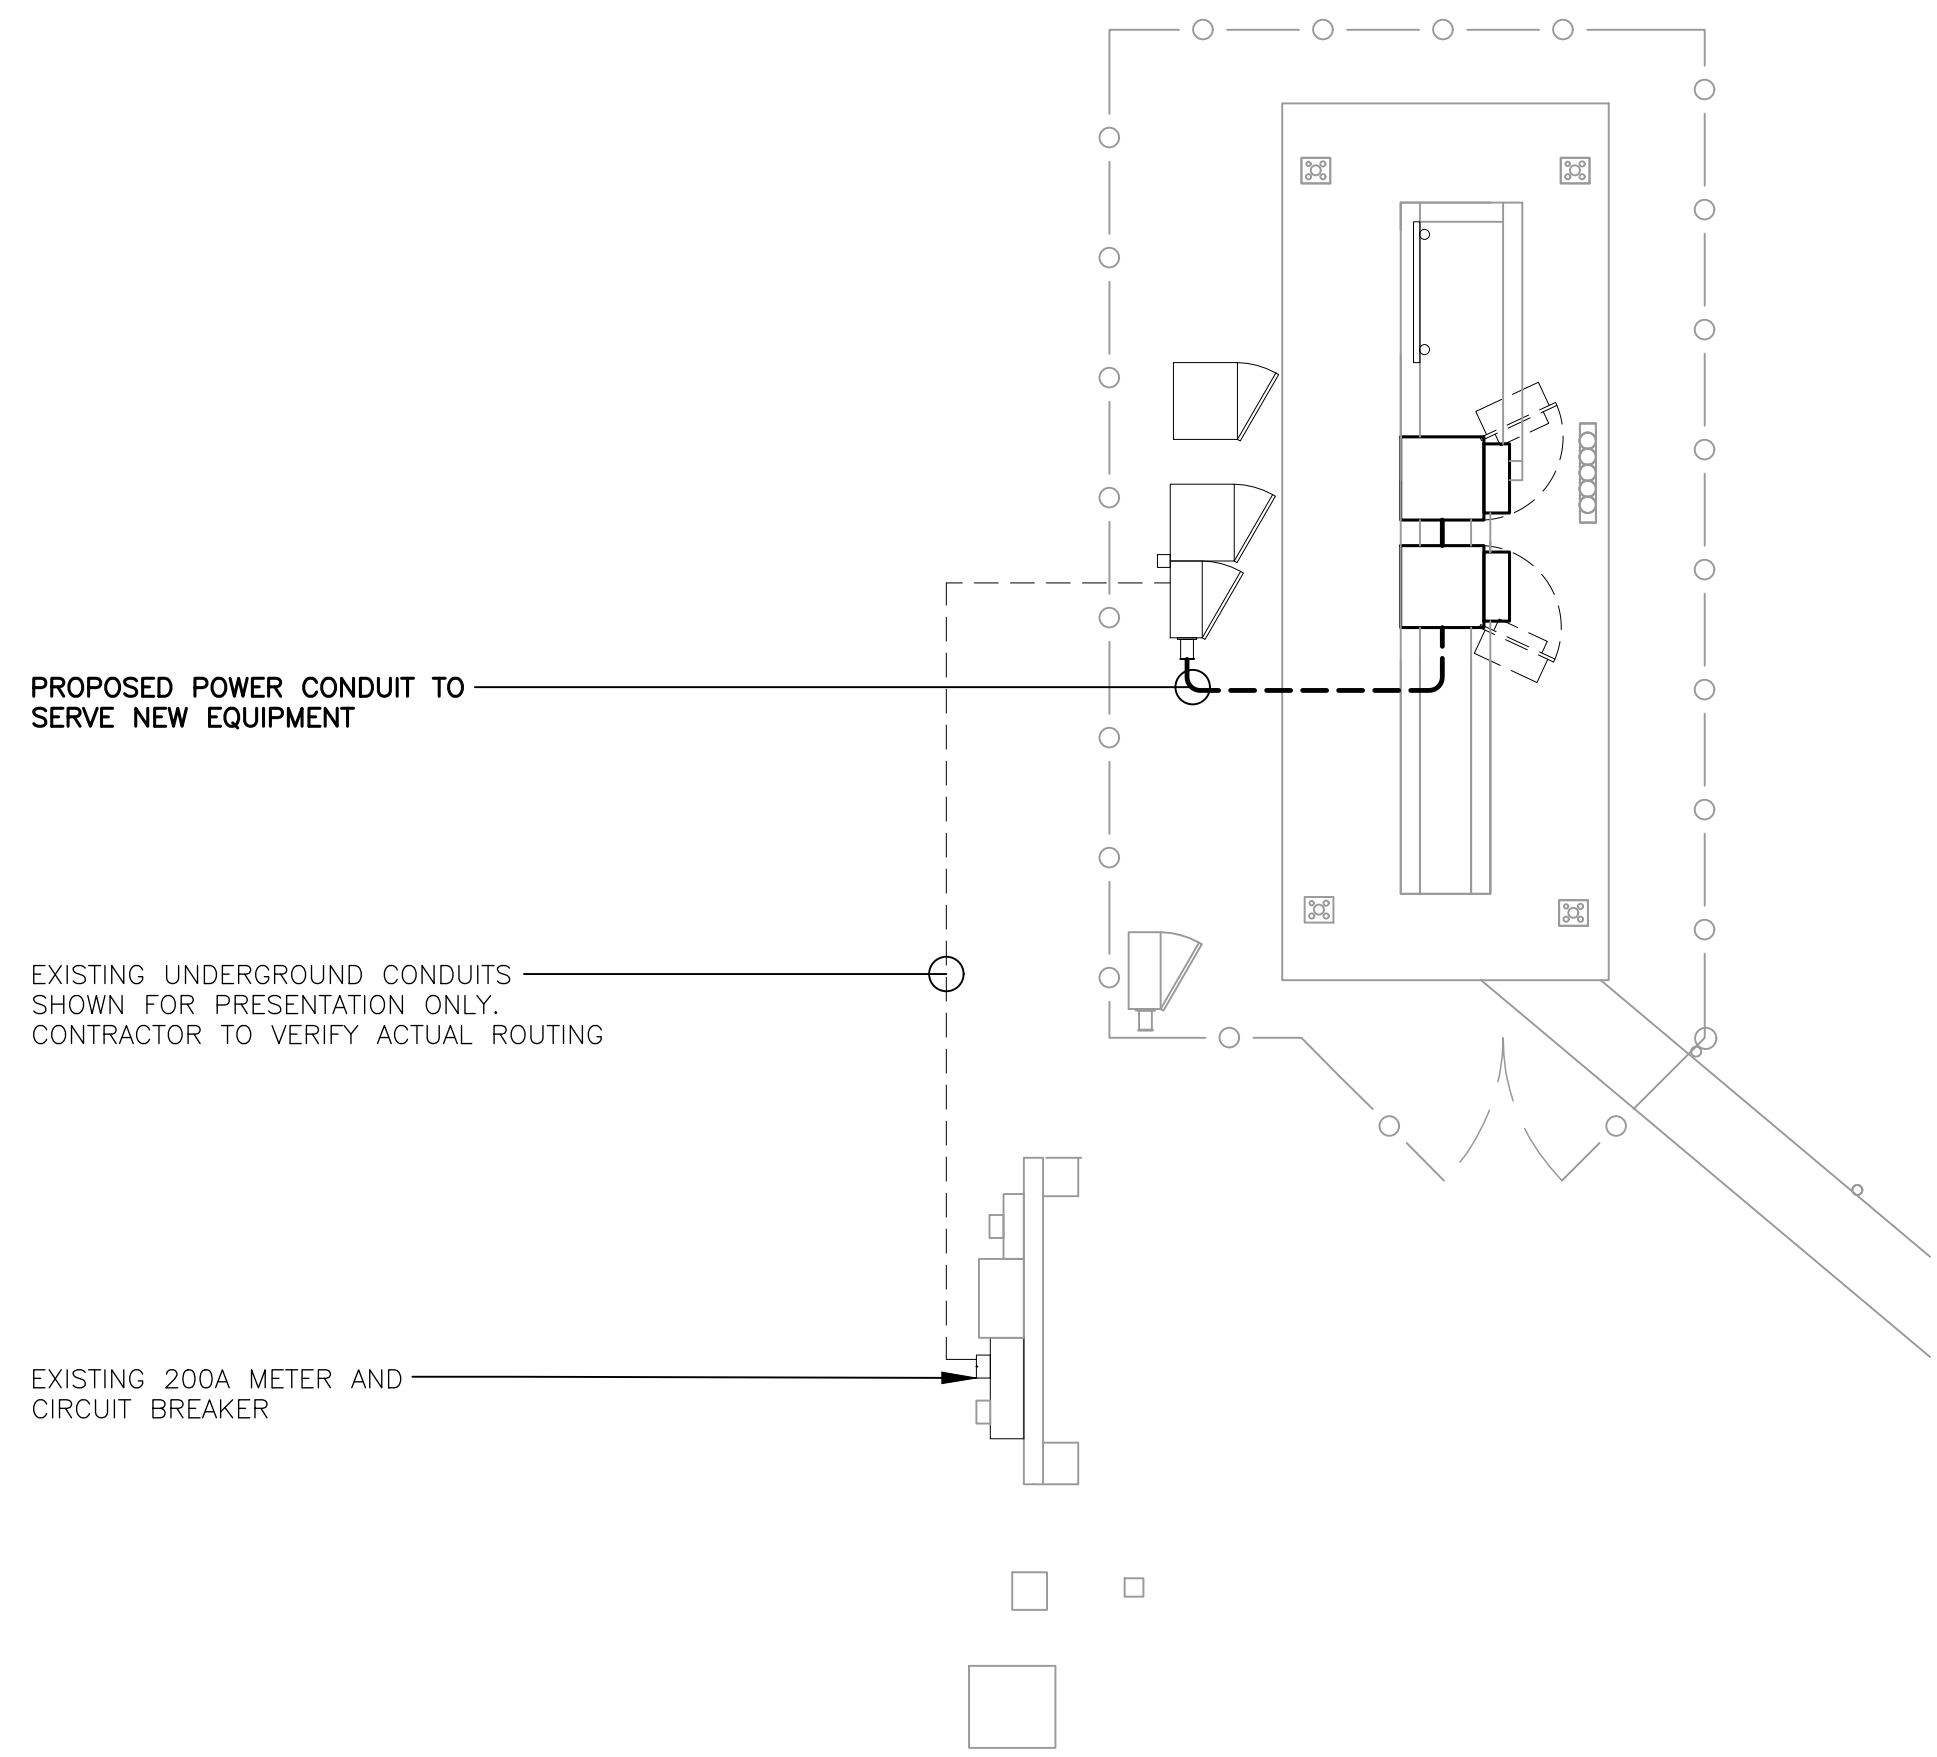 PROPOSED POWER CONDUIT TO
SERVE NEW EQUIPMENT
EXISTING UNDERGROUND CONDUITS
SHOWN FOR PRESENTATION ONLY.
CONTRACTOR TO VERIFY ACTUAL ROUTING
EXISTING 200A METER AND
CIRCUIT BREAKER